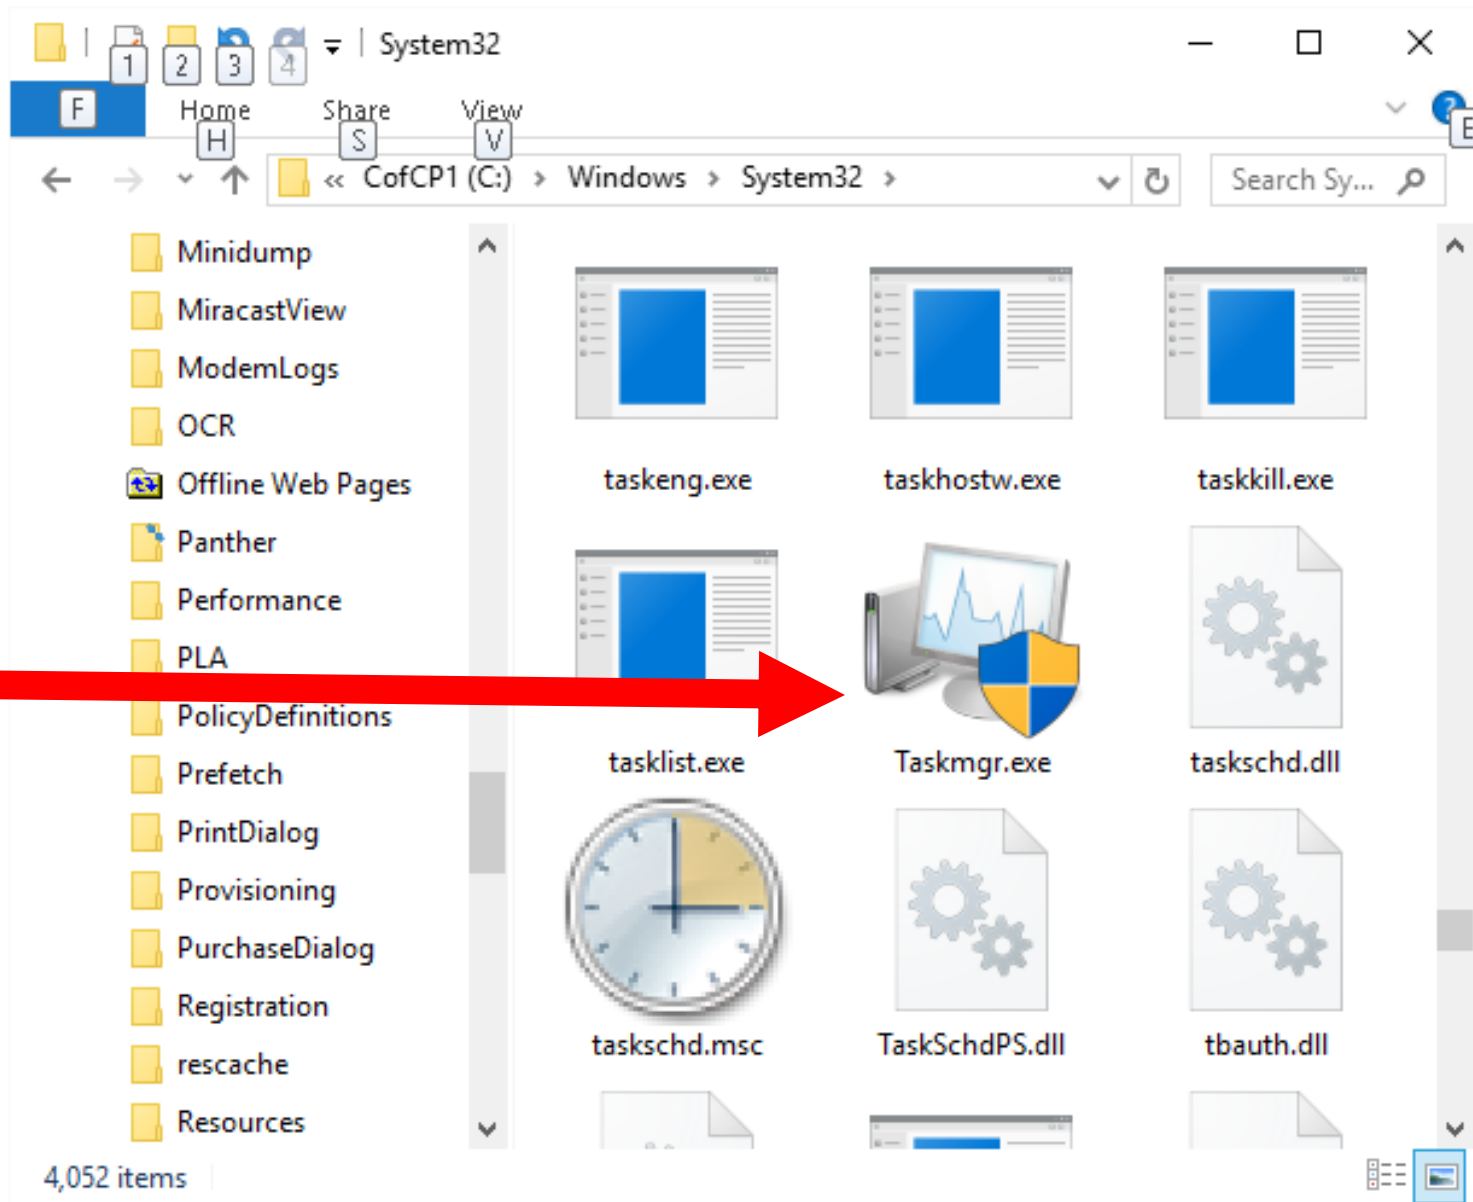 System32
1 2 3 4
F Home Share View
H S V E
« CofCP1 (C:) > Windows > System32 > Search Sy...
Minidump
MiracastView
ModemLogs
OCR
Offline Web Pages
Panther
Performance
PLA
PolicyDefinitions
Prefetch
PrintDialog
Provisioning
PurchaseDialog
Registration
rescache
Resources
taskeng.exe taskhostw.exe taskkill.exe
tasklist.exe Taskmgr.exe taskschd.dll
taskschd.msc TaskSchdPS.dll tbauth.dll
4,052 items